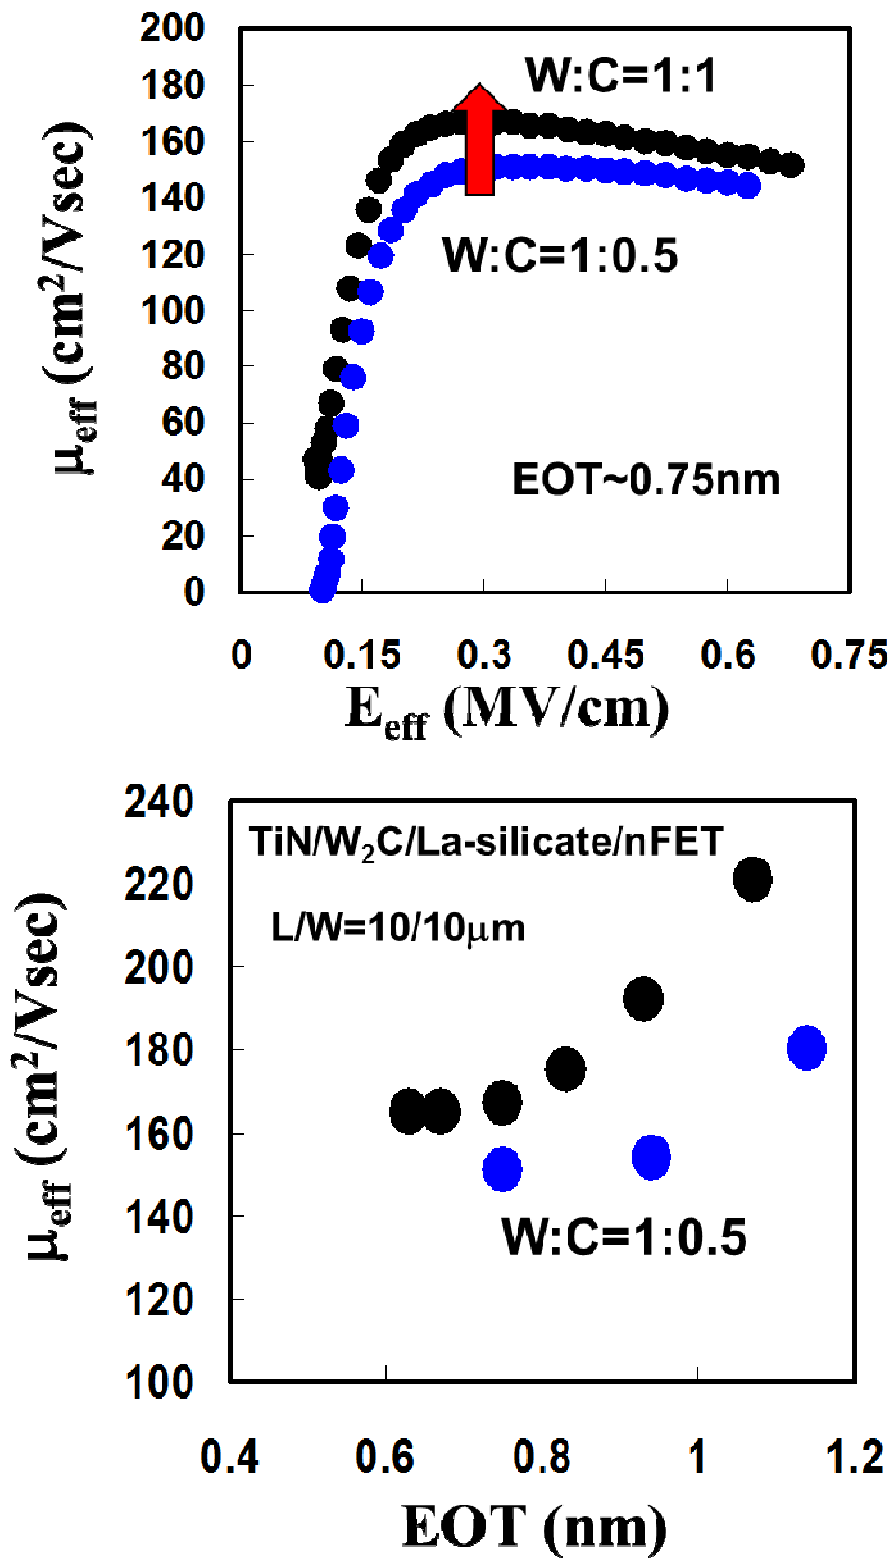 200
180
160
140
120
100
80
60
40
20
0
μeff (cm²/Vsec)
W:C=1:1
W:C=1:0.5
EOT~0.75nm
0 0.15 0.3 0.45 0.6 0.75
Eeff (MV/cm)
240
220
200
180
160
140
120
100
μeff (cm²/Vsec)
TiN/W₂C/La-silicate/nFET
L/W=10/10μm
W:C=1:0.5
0.4 0.6 0.8 1 1.2
EOT (nm)